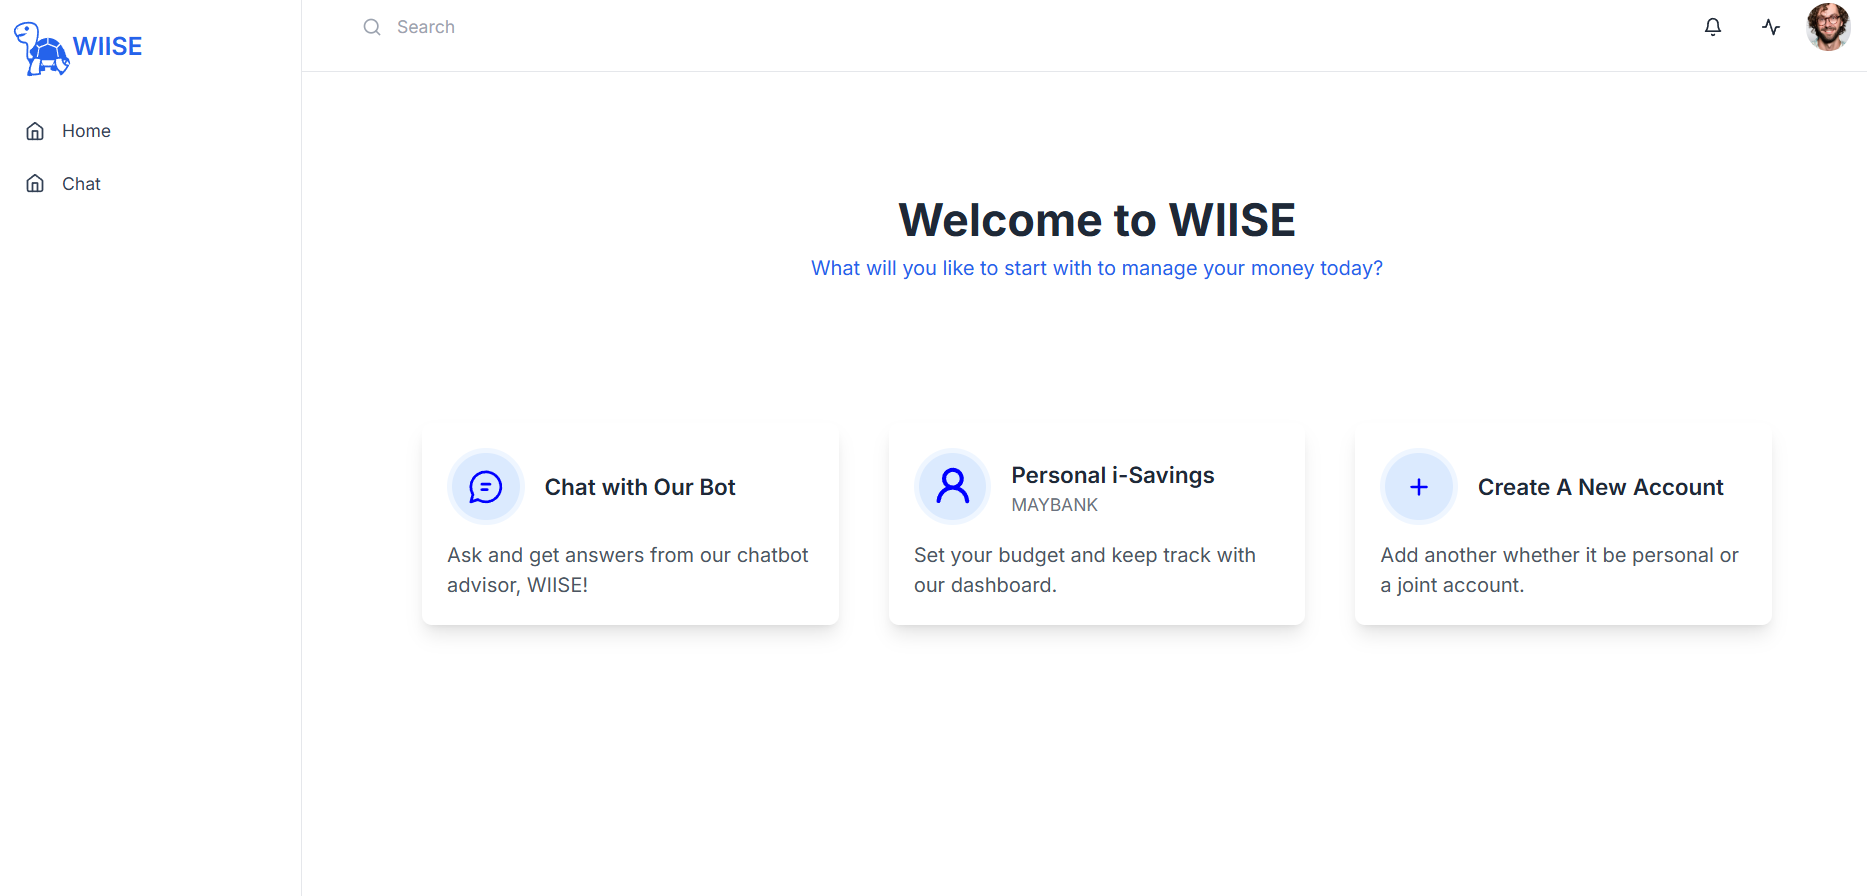 WIISE
Search
Home
Chat
Welcome to WIISE
What will you like to start with to manage your money today?
Chat with Our Bot
Ask and get answers from our chatbot
advisor, WIISE!
Personal i-Savings
MAYBANK
Set your budget and keep track with
our dashboard.
Create A New Account
Add another whether it be personal or
a joint account.